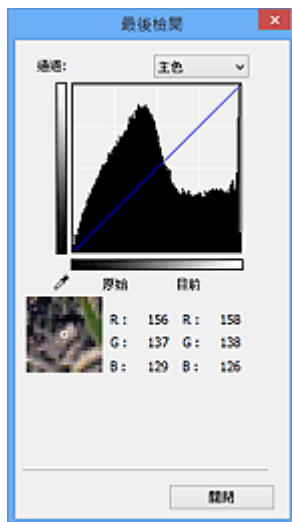 最後檢閱
通道:
主色
原始 目前
R: 156 R: 158
G: 137 G: 138
B: 129 B: 126
關閉